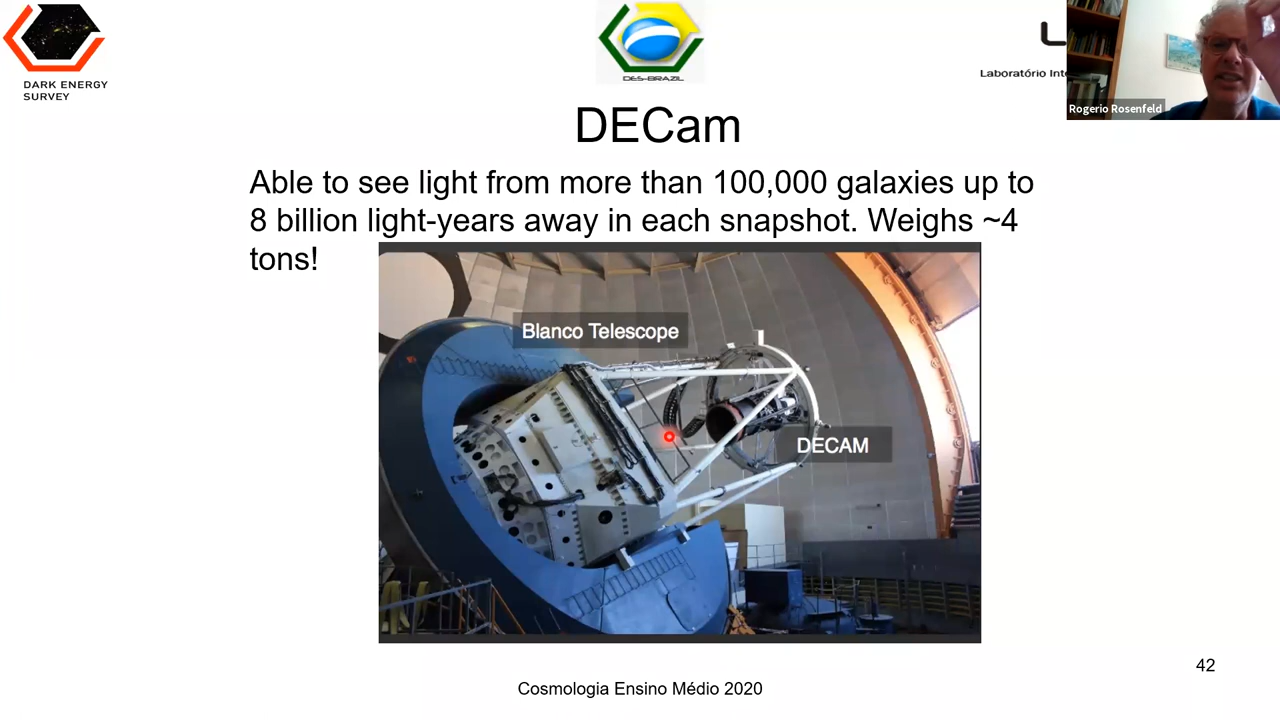 DARK ENERGY
SURVEY
DES-BRAZIL
Laboratório
Rogerio Rosenfeld
DECam
Able to see light from more than 100,000 galaxies up to
8 billion light-years away in each snapshot. Weighs ~4
tons!
Blanco Telescope
DECAM
42
Cosmologia Ensino Médio 2020